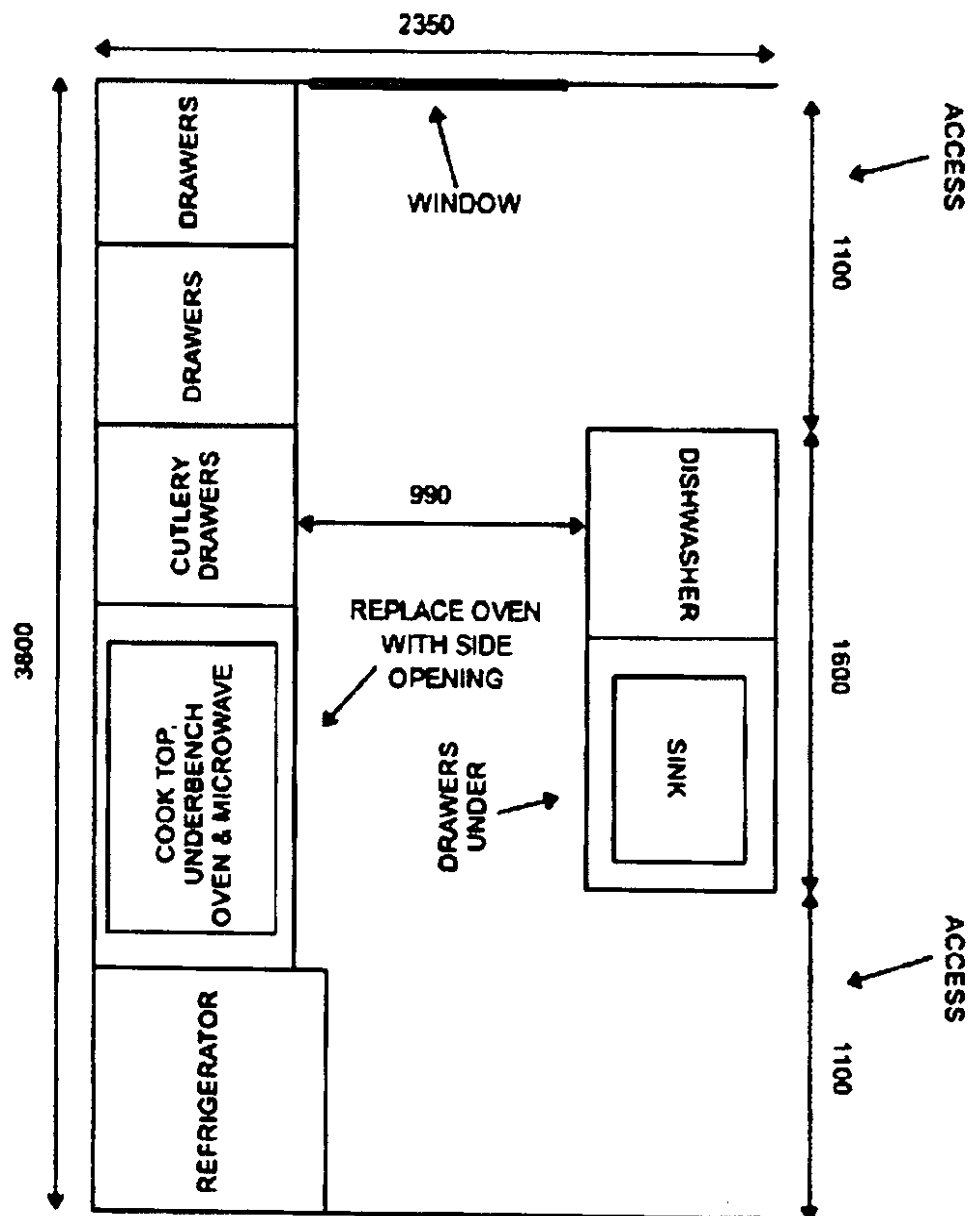 2350
ACCESS
DRAWERS
WINDOW
1100
DRAWERS
CUTLERY
DRAWERS
990
DISHWASHER
3800
REPLACE OVEN
WITH SIDE
OPENING
1600
COOK TOP,
UNDERBENCH
OVEN & MICROWAVE
DRAWERS
UNDER
SINK
ACCESS
REFRIGERATOR
1100